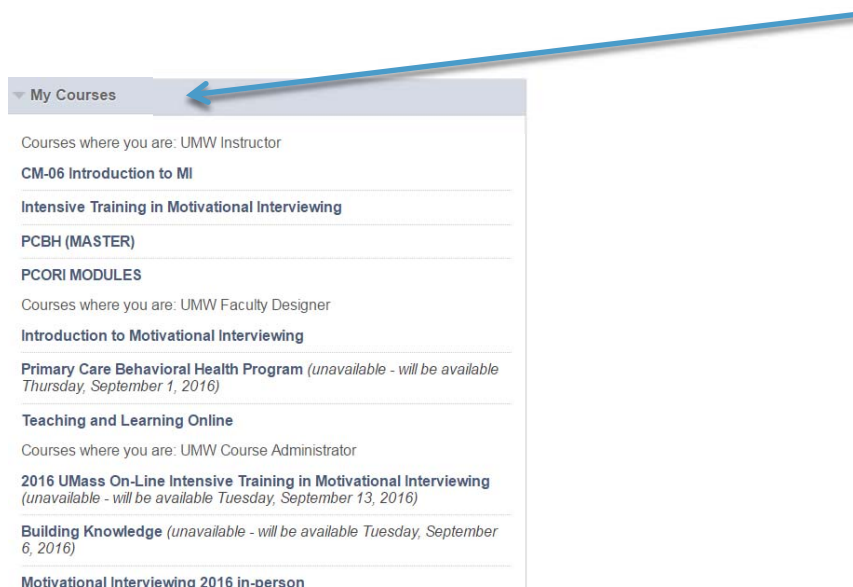 My Courses
Courses where you are: UMW Instructor
CM-06 Introduction to MI
Intensive Training in Motivational Interviewing
PCBH (MASTER)
PCORI MODULES
Courses where you are: UMW Faculty Designer
Introduction to Motivational Interviewing
Primary Care Behavioral Health Program (unavailable - will be available
Thursday, September 1, 2016)
Teaching and Learning Online
Courses where you are: UMW Course Administrator
2016 UMass On-Line Intensive Training in Motivational Interviewing
(unavailable - will be available Tuesday, September 13, 2016)
Building Knowledge (unavailable - will be available Tuesday, September
6, 2016)
Motivational Interviewing 2016 in-person